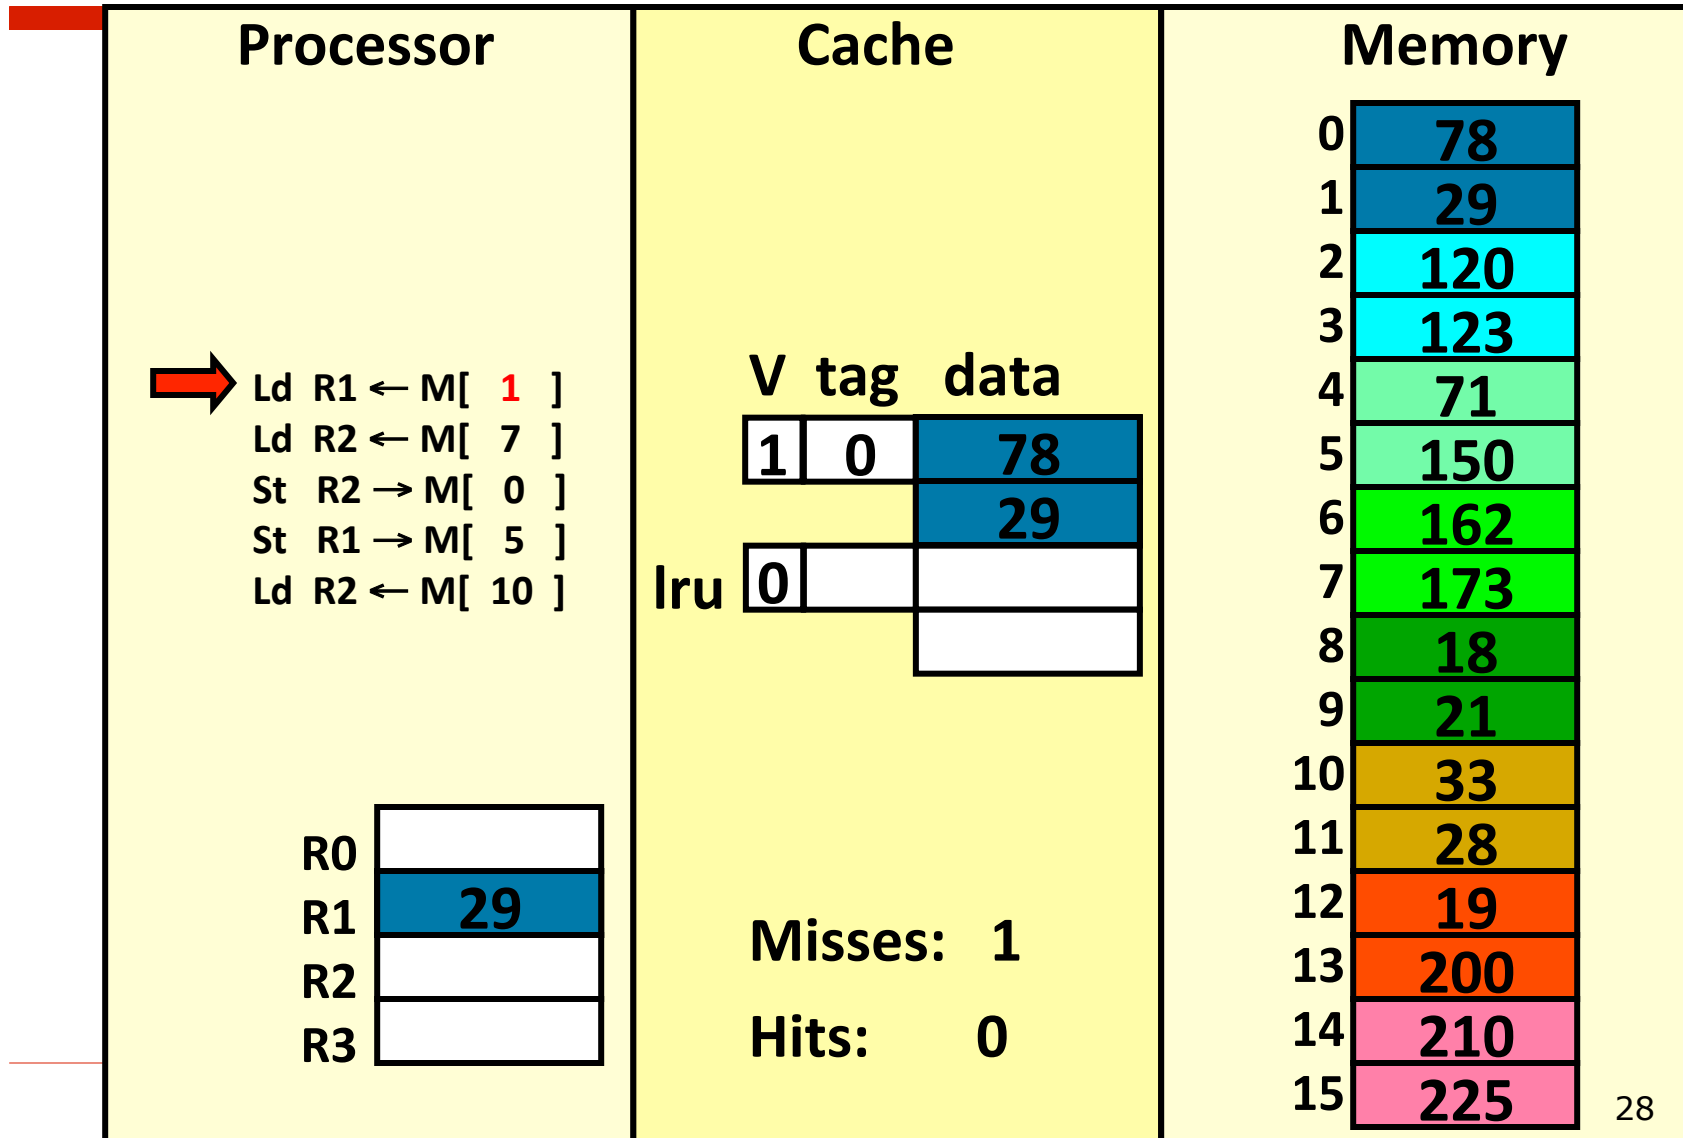 Processor
Ld R1 ← M[ 1 ]
Ld R2 ← M[ 7 ]
St R2 → M[ 0 ]
St R1 → M[ 5 ]
Ld R2 ← M[ 10 ]
R0
R1 29
R2
R3
Cache
V tag data
1 0 78
29
lru 0
Misses: 1
Hits: 0
Memory
0 78
1 29
2 120
3 123
4 71
5 150
6 162
7 173
8 18
9 21
10 33
11 28
12 19
13 200
14 210
15 225
28